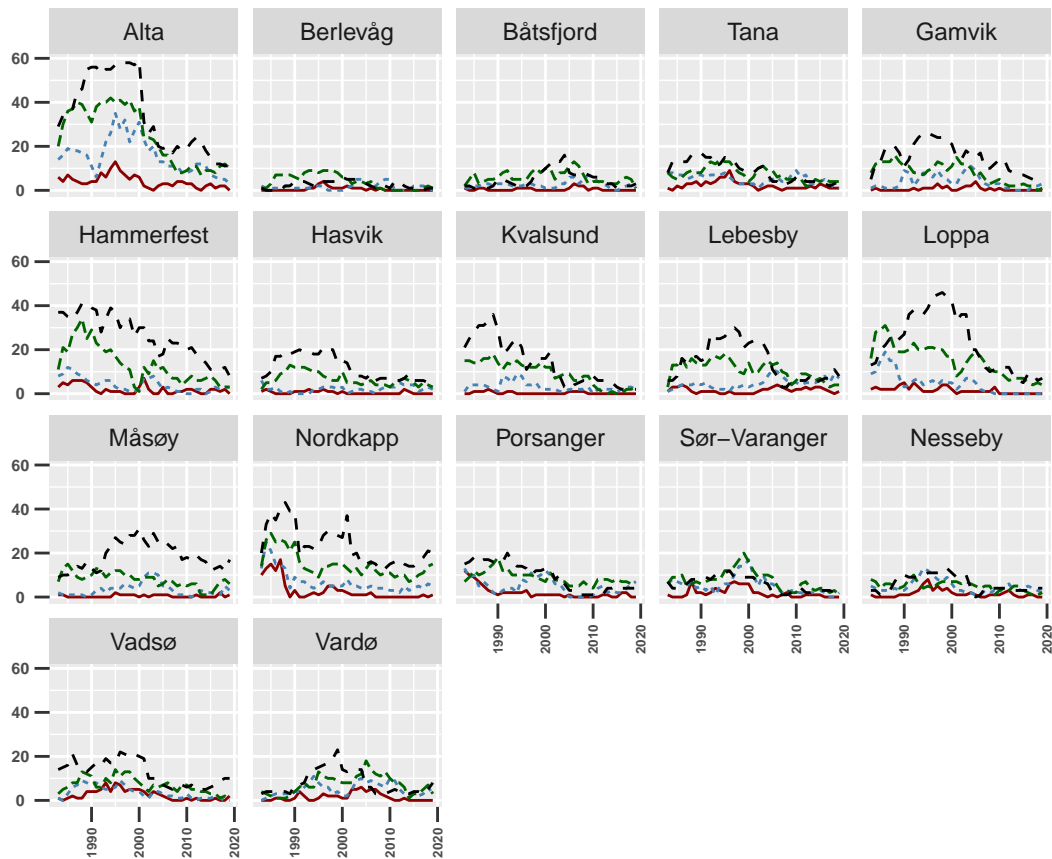 Alta Berlevåg Båtsfjord Tana Gamvik
60
40
20
0
Hammerfest Hasvik Kvalsund Lebesby Loppa
60
40
20
0
Måsøy Nordkapp Porsanger Sør−Varanger Nesseby
60
40
20
0
1990 2000 2010 2020 1990 2000 2010 2020 1990 2000 2010 2020
Vadsø Vardø
60
40
20
0
1990 2000 2010 2020 1990 2000 2010 2020